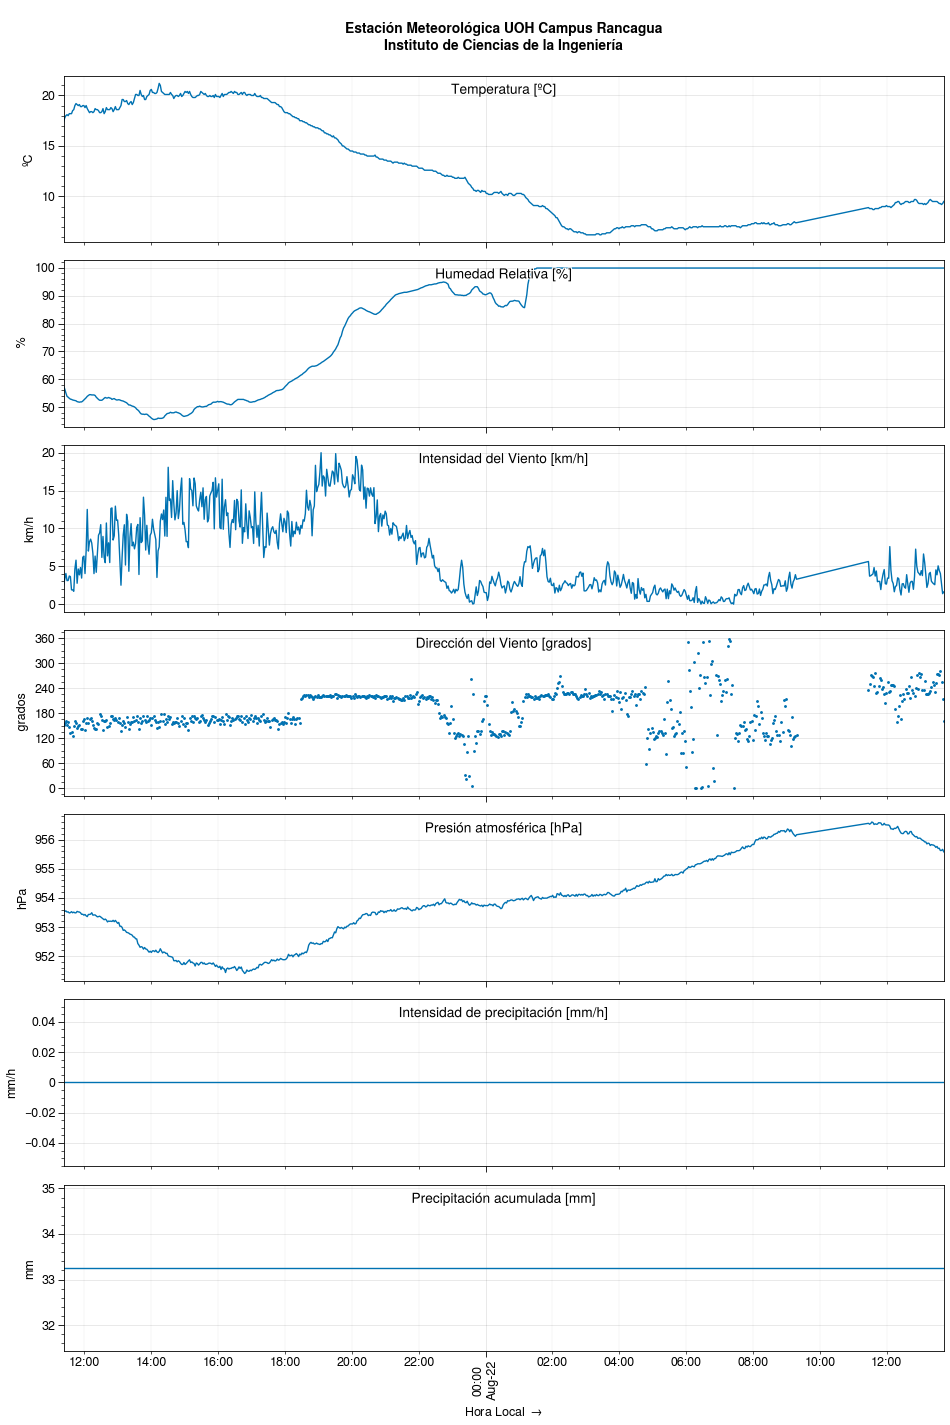 Estación Meteorológica UOH Campus Rancagua
Instituto de Ciencias de la Ingeniería
Temperatura [ºC]
ºC
20
15
10
Humedad Relativa [%]
%
100
90
80
70
60
50
Intensidad del Viento [km/h]
km/h
20
15
10
5
0
Dirección del Viento [grados]
grados
360
300
240
180
120
60
0
Presión atmosférica [hPa]
hPa
956
955
954
953
952
Intensidad de precipitación [mm/h]
mm/h
0.04
0.02
0
−0.02
−0.04
Precipitación acumulada [mm]
mm
35
34
33
32
12:00 14:00 16:00 18:00 20:00 22:00 00:00 02:00 04:00 06:00 08:00 10:00 12:00
Aug-22
Hora Local →